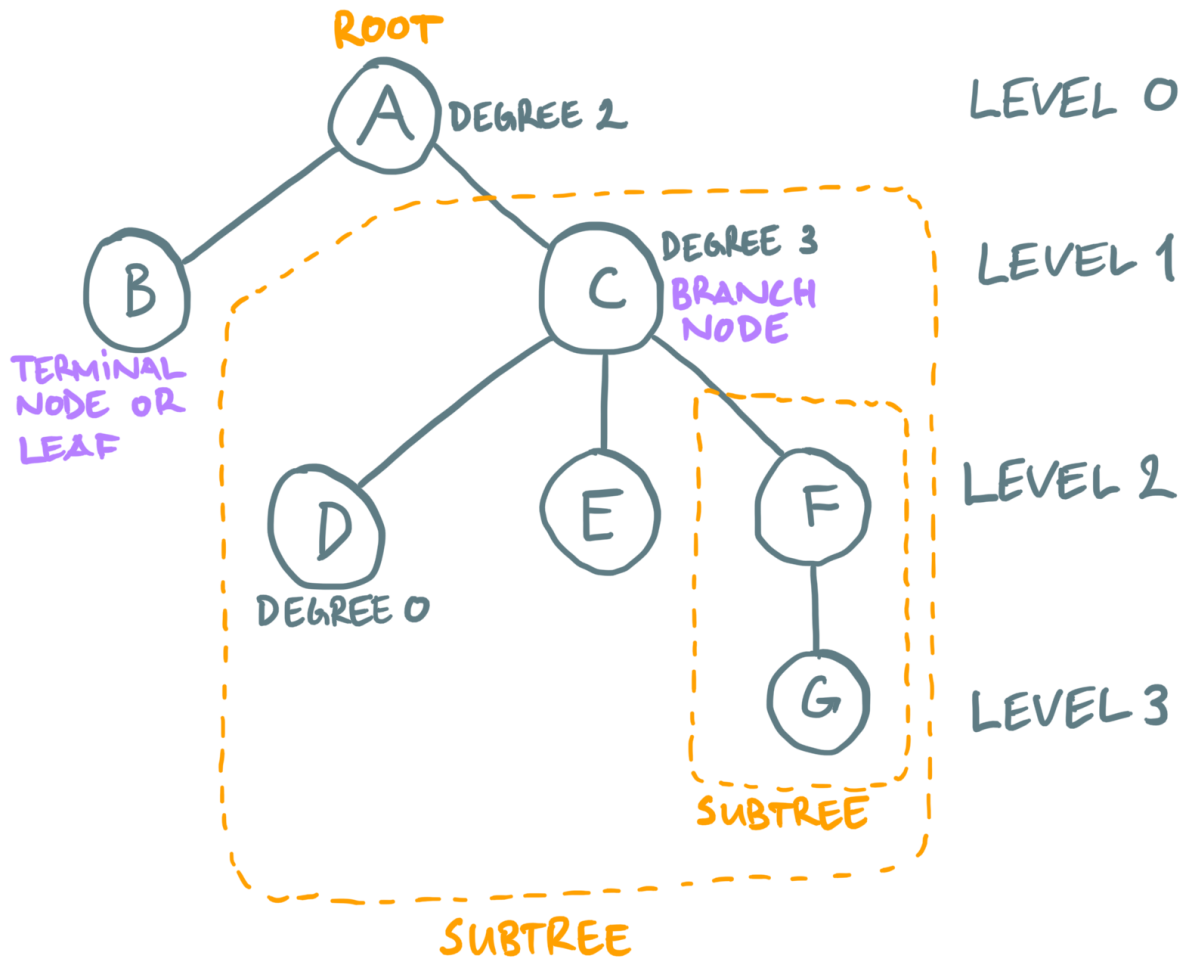 ROOT
A
DEGREE 2
LEVEL 0
B
C
DEGREE 3
BRANCH
NODE
LEVEL 1
TERMINAL
NODE OR
LEAF
D
E
F
LEVEL 2
DEGREE 0
G
LEVEL 3
SUBTREE
SUBTREE